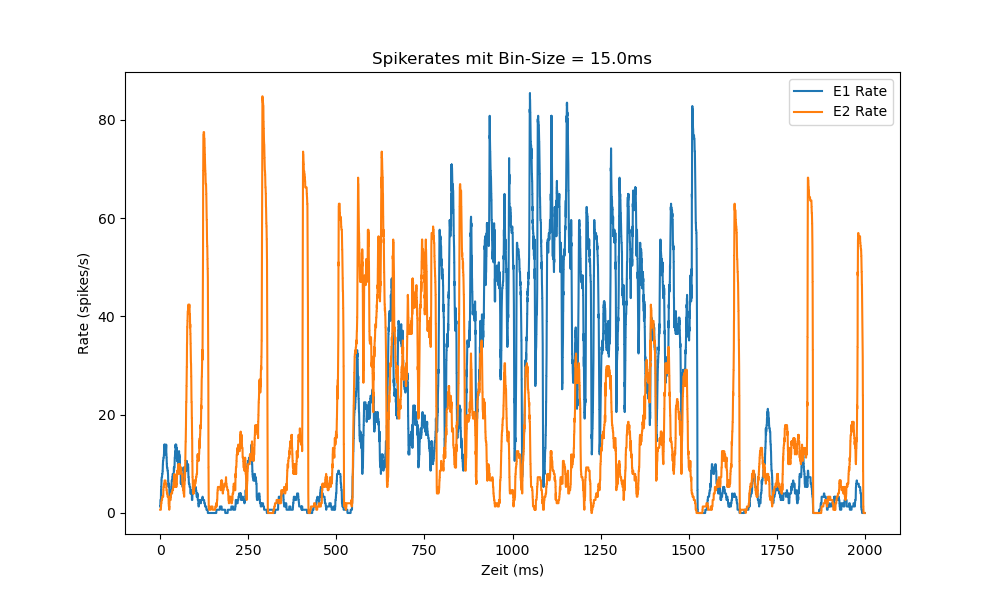 Spikerates mit Bin-Size = 15.0ms
E1 Rate
E2 Rate
80
60
40
20
0
Rate (spikes/s)
0 250 500 750 1000 1250 1500 1750 2000
Zeit (ms)